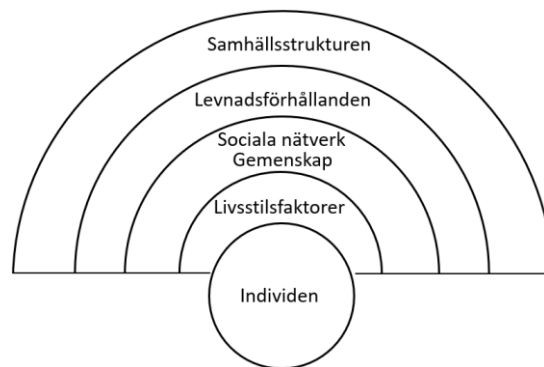 Samhällsstrukturen
Levnadsförhållanden
Sociala nätverk
Gemenskap
Livsstilsfaktorer
Individen